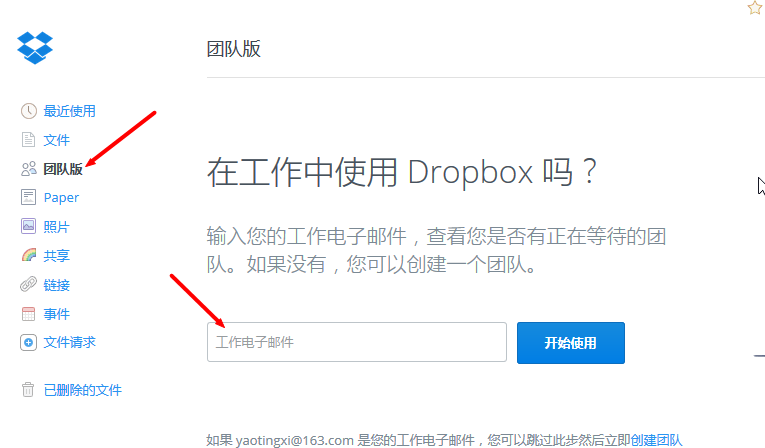 团队版
最近使用
文件
团队版
Paper
照片
共享
链接
事件
文件请求
已删除的文件
在工作中使用 Dropbox 吗？
输入您的工作电子邮件，查看您是否有正在等待的团
队。如果没有，您可以创建一个团队。
工作电子邮件
开始使用
如果 yaotingxi@163.com 是您的工作电子邮件，您可以跳过此步然后立即创建团队